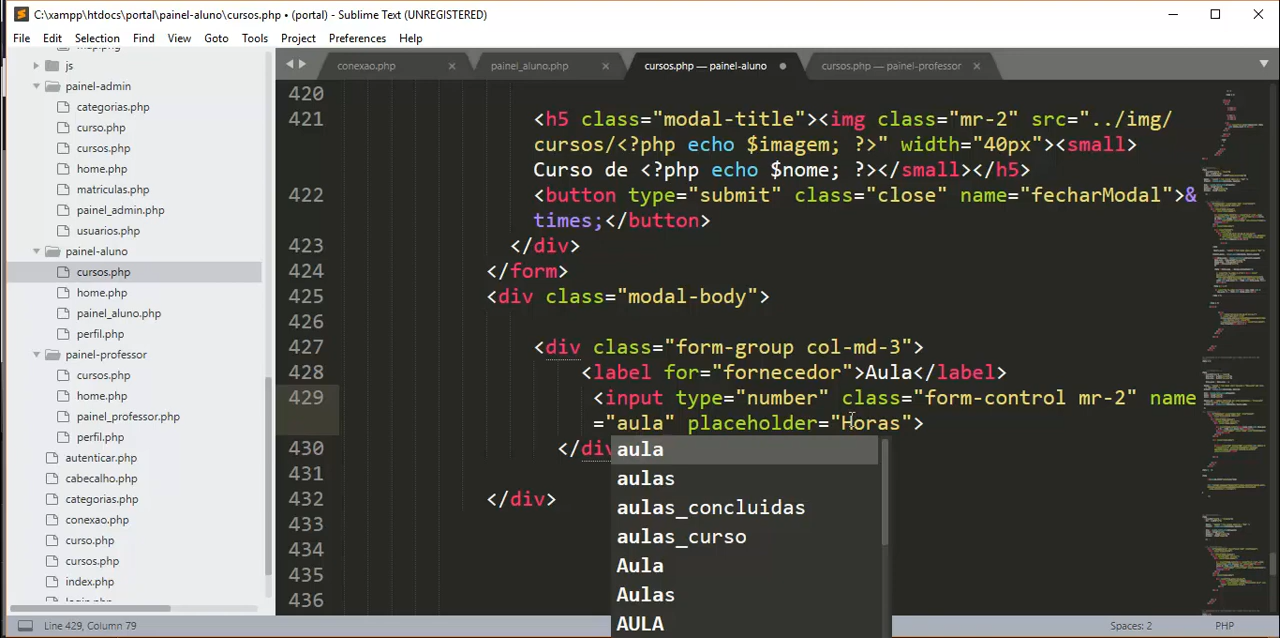 C:\xampp\htdocs\portal\painel-aluno\cursos.php • (portal) - Sublime Text (UNREGISTERED)
File Edit Selection Find View Goto Tools Project Preferences Help
js
painel-admin
categorias.php
curso.php
cursos.php
home.php
matriculas.php
painel_admin.php
usuarios.php
painel-aluno
cursos.php
home.php
painel_aluno.php
perfil.php
painel-professor
cursos.php
home.php
painel_professor.php
perfil.php
autenticar.php
cabecalho.php
categorias.php
conexao.php
curso.php
cursos.php
index.php
conexao.php
painel_aluno.php
cursos.php — painel-aluno
cursos.php — painel-professor
420
421 <h5 class="modal-title"><img class="mr-2" src="../img/
cursos/<?php echo $imagem; ?>" width="40px"><small>
Curso de <?php echo $nome; ?></small></h5>
422 <button type="submit" class="close" name="fecharModal">&
times;</button>
423 </div>
424 </form>
425 <div class="modal-body">
426
427 <div class="form-group col-md-3">
428 <label for="fornecedor">Aula</label>
429 <input type="number" class="form-control mr-2" name
="aula" placeholder="Horas">
430 </div
431
432 </div>
433
434
435
436
aula
aulas
aulas_concluidas
aulas_curso
Aula
Aulas
AULA
Line 429, Column 79
Spaces: 2
PHP